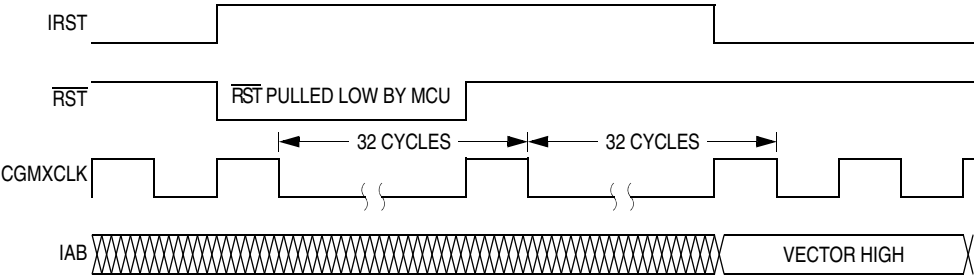 IRST
RST
RST PULLED LOW BY MCU
32 CYCLES
32 CYCLES
CGMXCLK
IAB
VECTOR HIGH